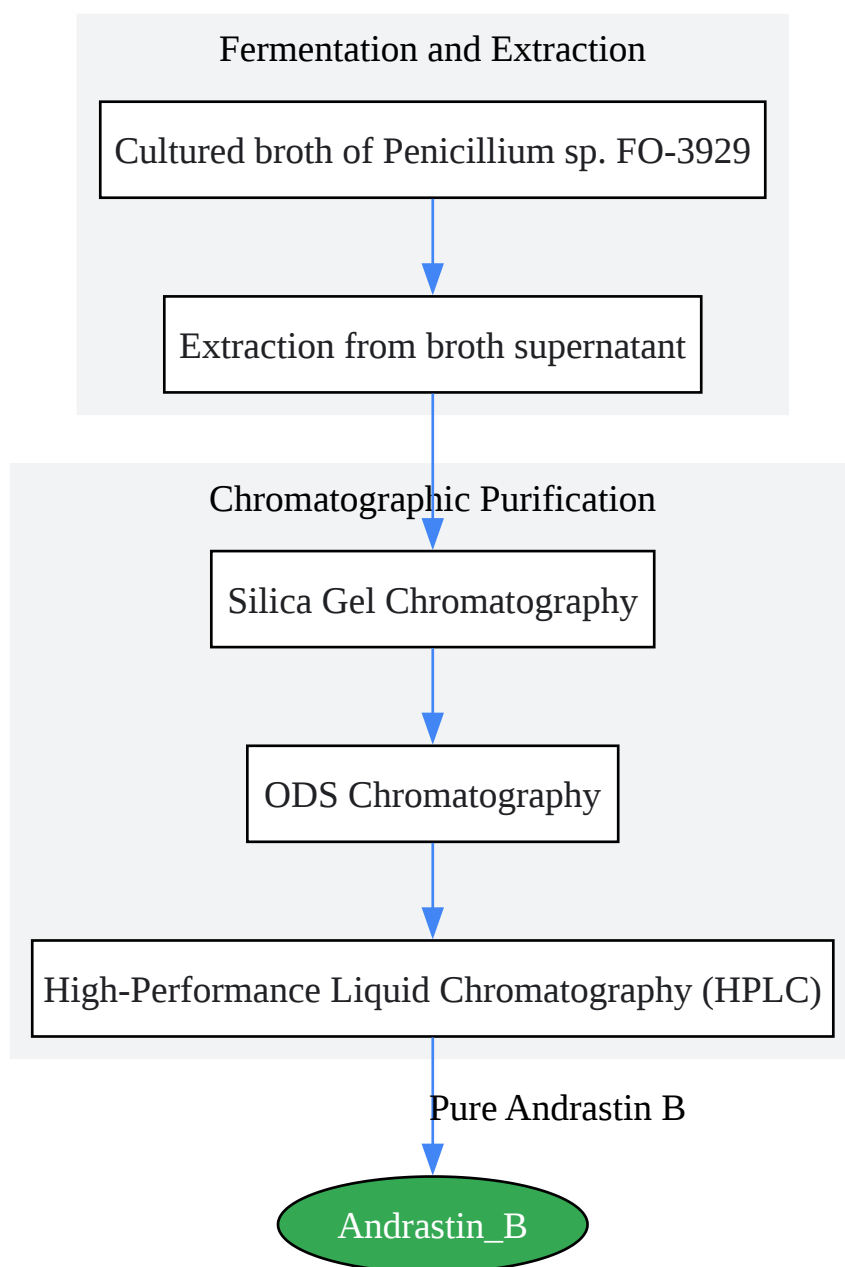 Fermentation and Extraction
Cultured broth of Penicillium sp. FO-3929
Extraction from broth supernatant
Chromatographic Purification
Silica Gel Chromatography
ODS Chromatography
High-Performance Liquid Chromatography (HPLC)
Pure Andrastin B
Andrastin_B